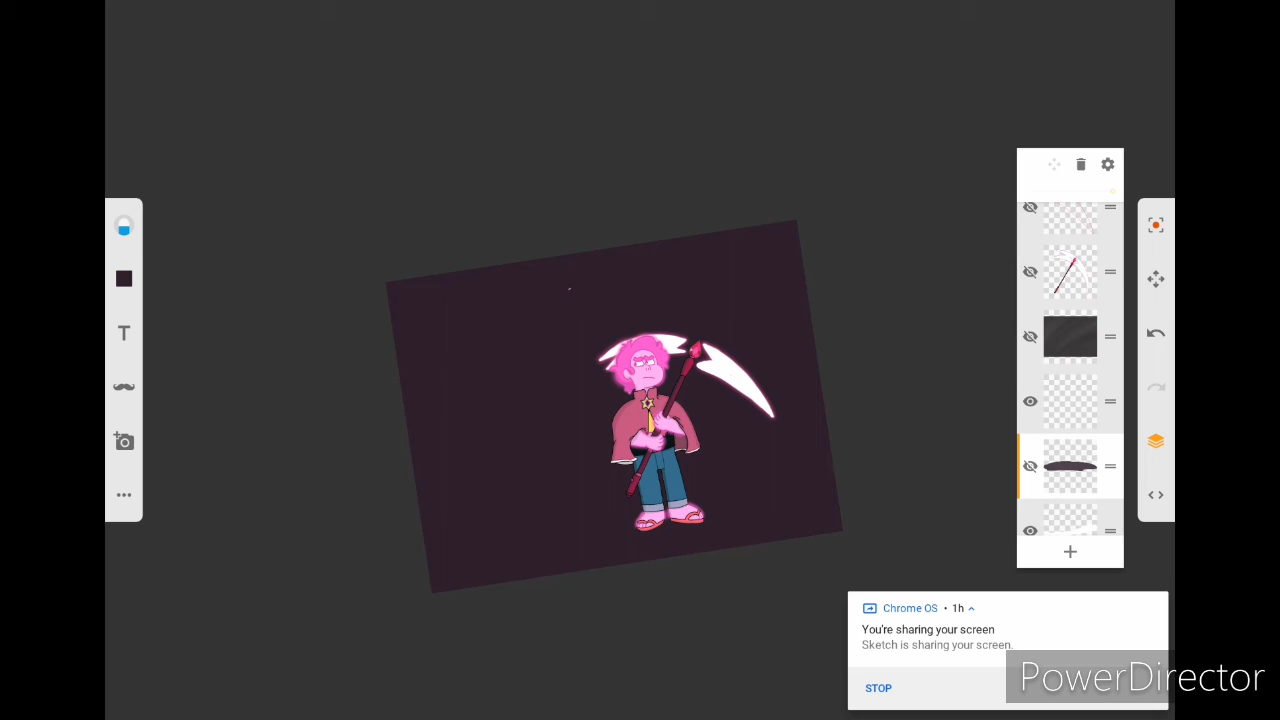 T
Chrome OS • 1h
You're sharing your screen
Sketch is sharing your screen.
STOP
PowerDirector